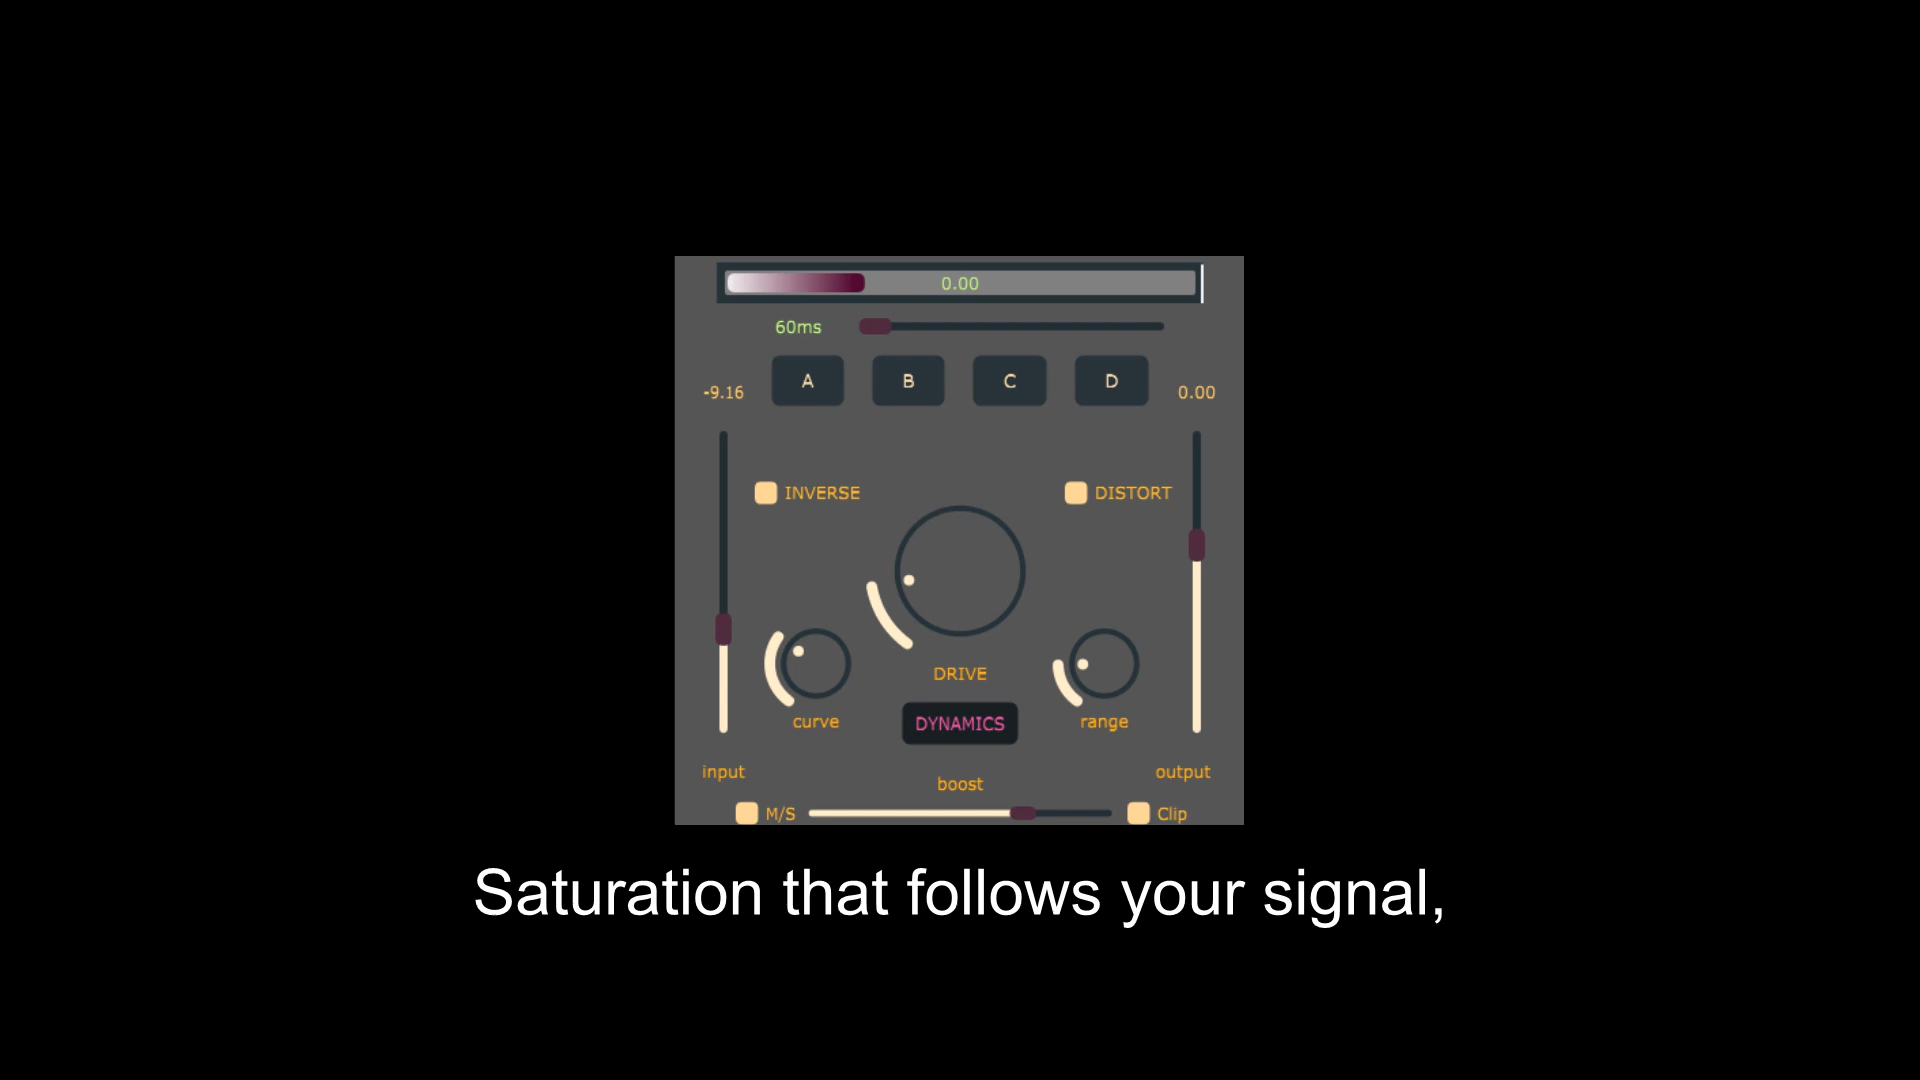 0.00
60ms
A B C D
-9.16 0.00
INVERSE DISTORT
DRIVE
curve DYNAMICS range
input output
boost
M/S Clip
Saturation that follows your signal,